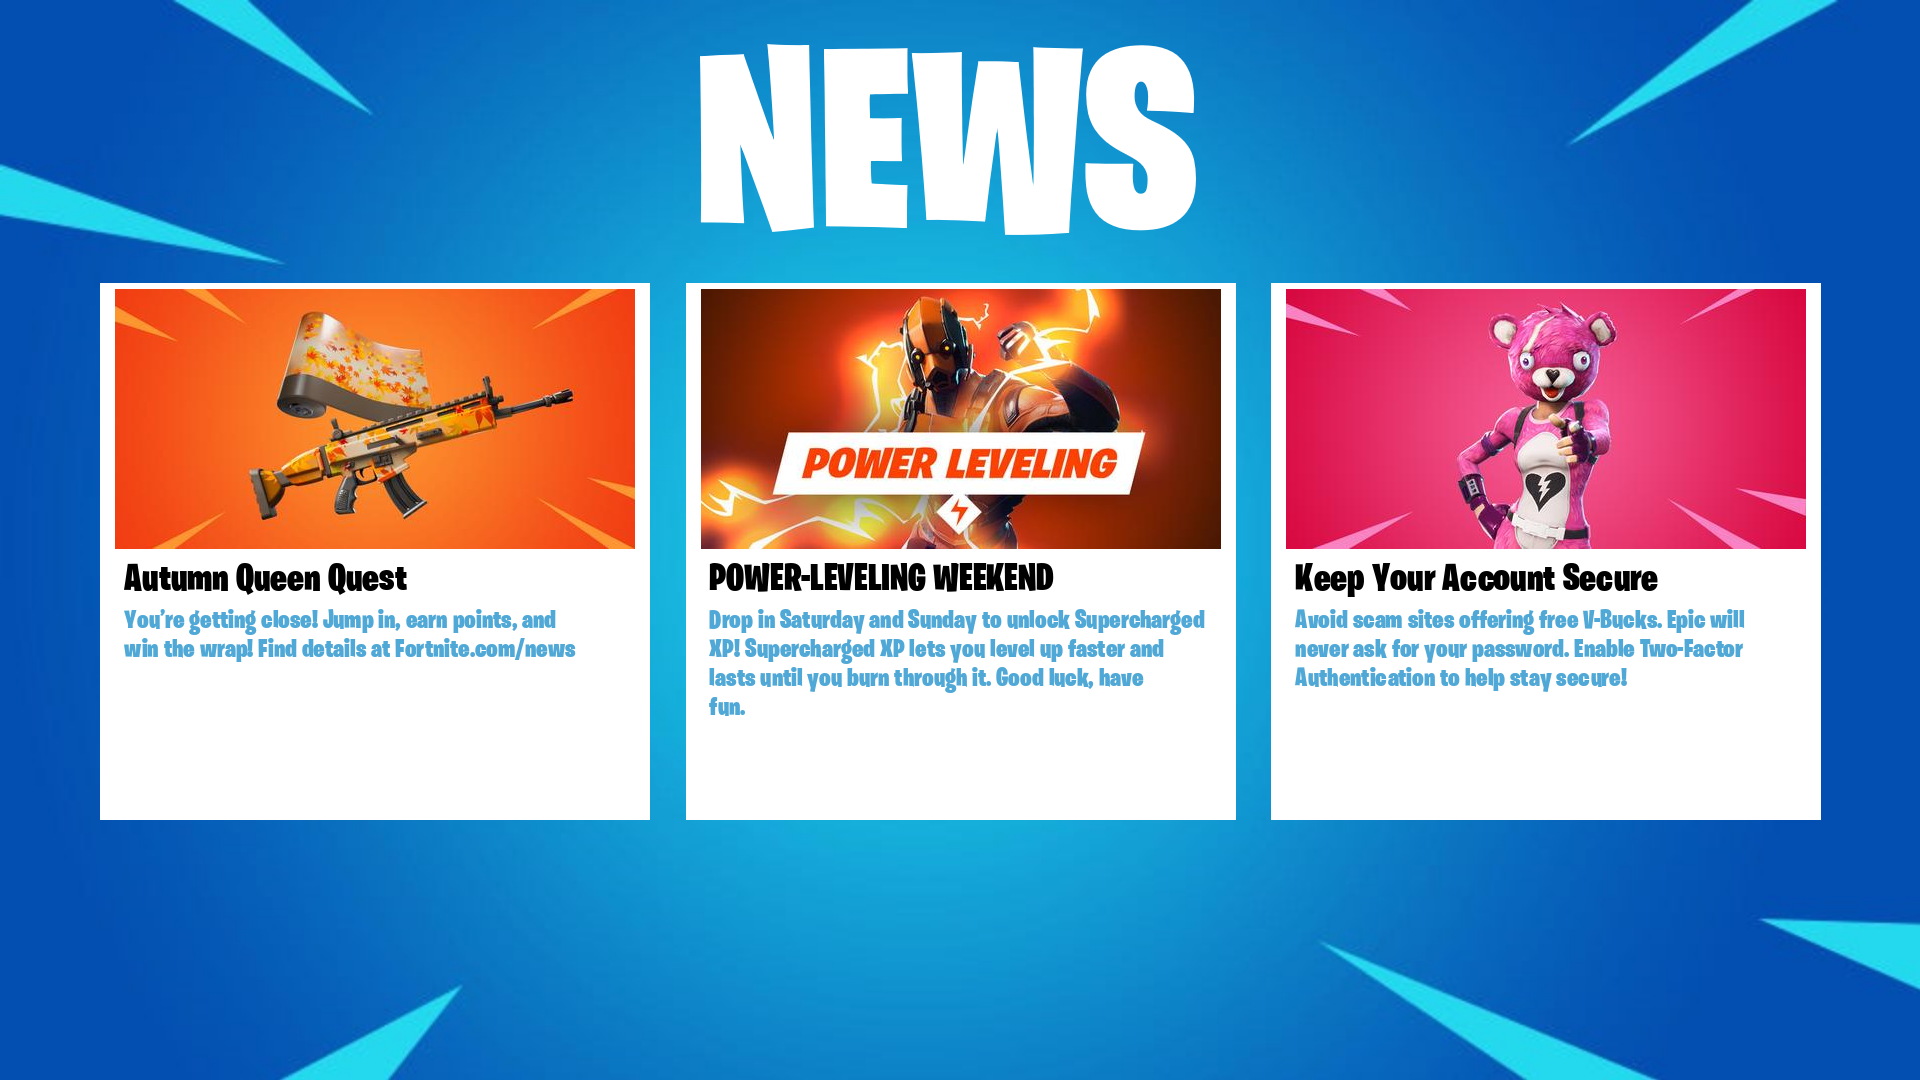 NEWS
POWER LEVELING
Autumn Queen Quest
You're getting close! Jump in, earn points, and
win the wrap! Find details at Fortnite.com/news
POWER-LEVELING WEEKEND
Drop in Saturday and Sunday to unlock Supercharged
XP! Supercharged XP lets you level up faster and
lasts until you burn through it. Good luck, have
fun.
Keep Your Account Secure
Avoid scam sites offering free V-Bucks. Epic will
never ask for your password. Enable Two-Factor
Authentication to help stay secure!